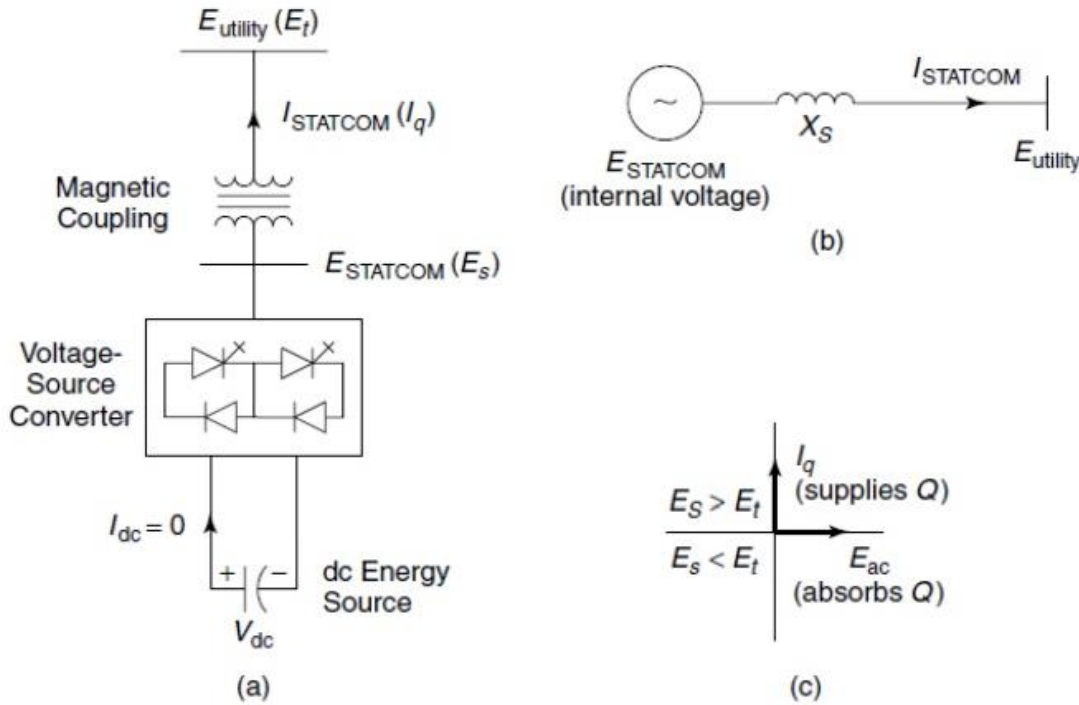 E_utility (E_t)
I_STATCOM (I_q)
Magnetic
Coupling
E_STATCOM (E_s)
Voltage-
Source
Converter
I_dc = 0
+ −
dc Energy
Source
V_dc
(a)
I_STATCOM
~
X_S
E_STATCOM
(internal voltage)
E_utility
(b)
I_q
E_S > E_t
(supplies Q)
E_s < E_t
E_ac
(absorbs Q)
(c)